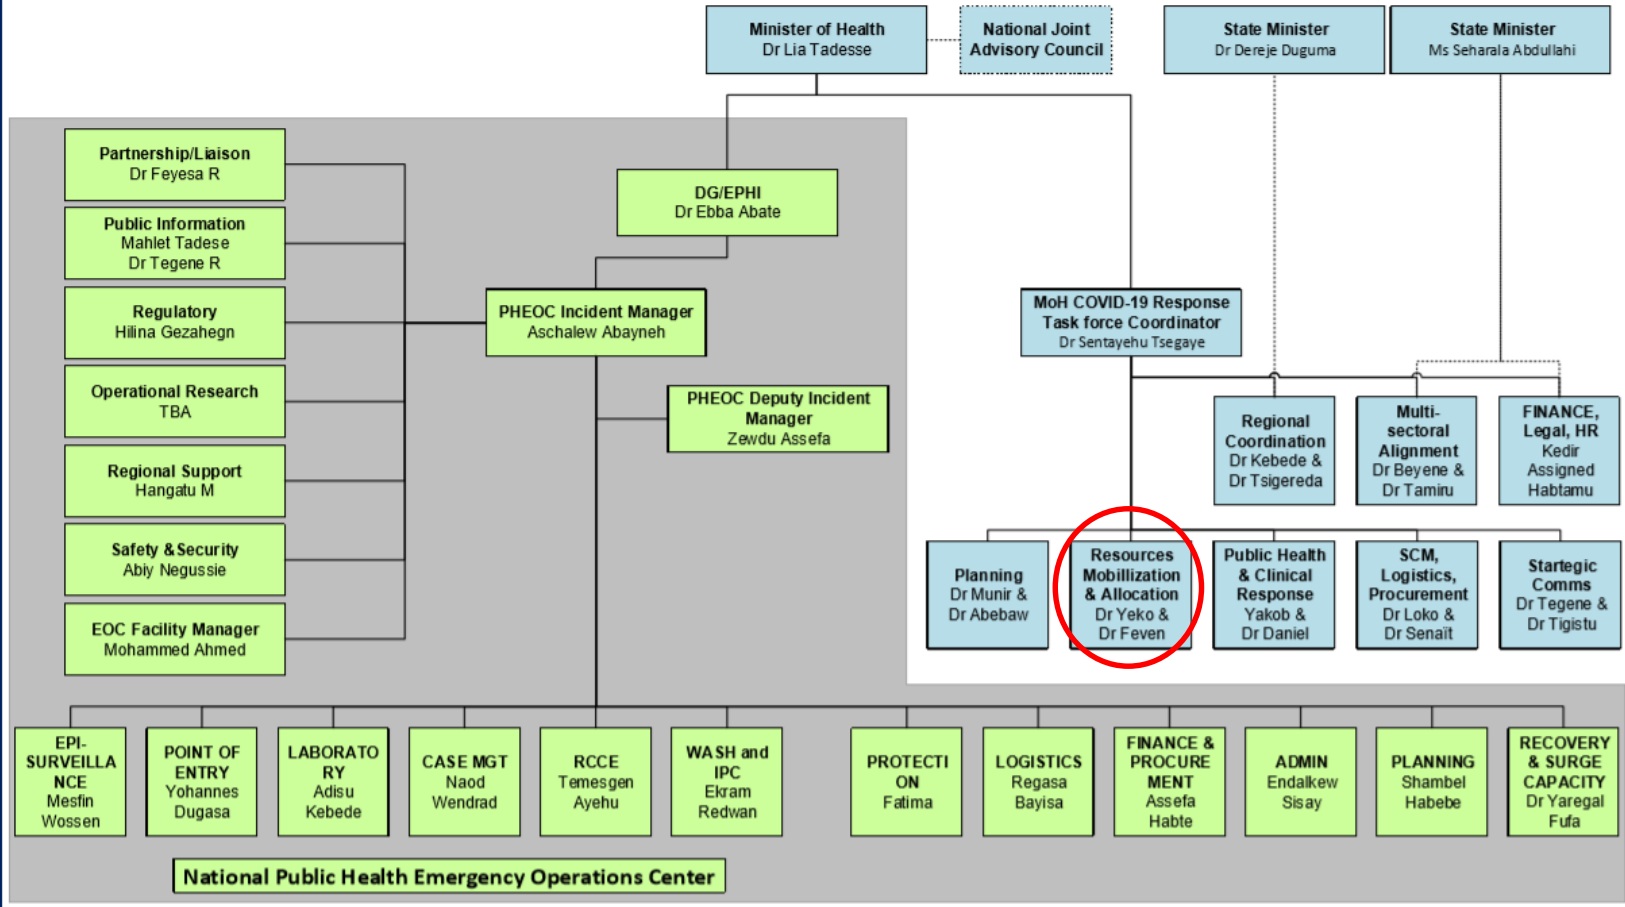 Minister of Health
Dr Lia Tadesse
National Joint
Advisory Council
State Minister
Dr Dereje Duguma
State Minister
Ms Seharala Abdullahi
Partnership/Liaison
Dr Feyesa R
Public Information
Mahlet Tadese
Dr Tegene R
Regulatory
Hilina Gezahegn
Operational Research
TBA
Regional Support
Hangatu M
Safety & Security
Abiy Negussie
EOC Facility Manager
Mohammed Ahmed
DG/EPHI
Dr Ebba Abate
PHEOC Incident Manager
Aschalew Abayneh
PHEOC Deputy Incident
Manager
Zewdu Assefa
MoH COVID-19 Response
Task force Coordinator
Dr Sentayehu Tsegaye
Regional
Coordination
Dr Kebede &
Dr Tsigereda
Multi-
sectoral
Alignment
Dr Beyene &
Dr Tamiru
FINANCE,
Legal, HR
Kedir
Assigned
Habtamu
Planning
Dr Munir &
Dr Abebaw
Resources
Mobillization
& Allocation
Dr Yeko &
Dr Feven
Public Health
& Clinical
Response
Yakob &
Dr Daniel
SCM,
Logistics,
Procurement
Dr Loko &
Dr Senaït
Startegic
Comms
Dr Tegene &
Dr Tigistu
EPI-
SURVEILLA
NCE
Mesfin
Wossen
POINT OF
ENTRY
Yohannes
Dugasa
LABORATO
RY
Adisu
Kebede
CASE MGT
Naod
Wendrad
RCCE
Temesgen
Ayehu
WASH and
IPC
Ekram
Redwan
PROTECTI
ON
Fatima
LOGISTICS
Regasa
Bayisa
FINANCE &
PROCURE
MENT
Assefa
Habte
ADMIN
Endalkew
Sisay
PLANNING
Shambel
Habebe
RECOVERY
& SURGE
CAPACITY
Dr Yaregal
Fufa
National Public Health Emergency Operations Center